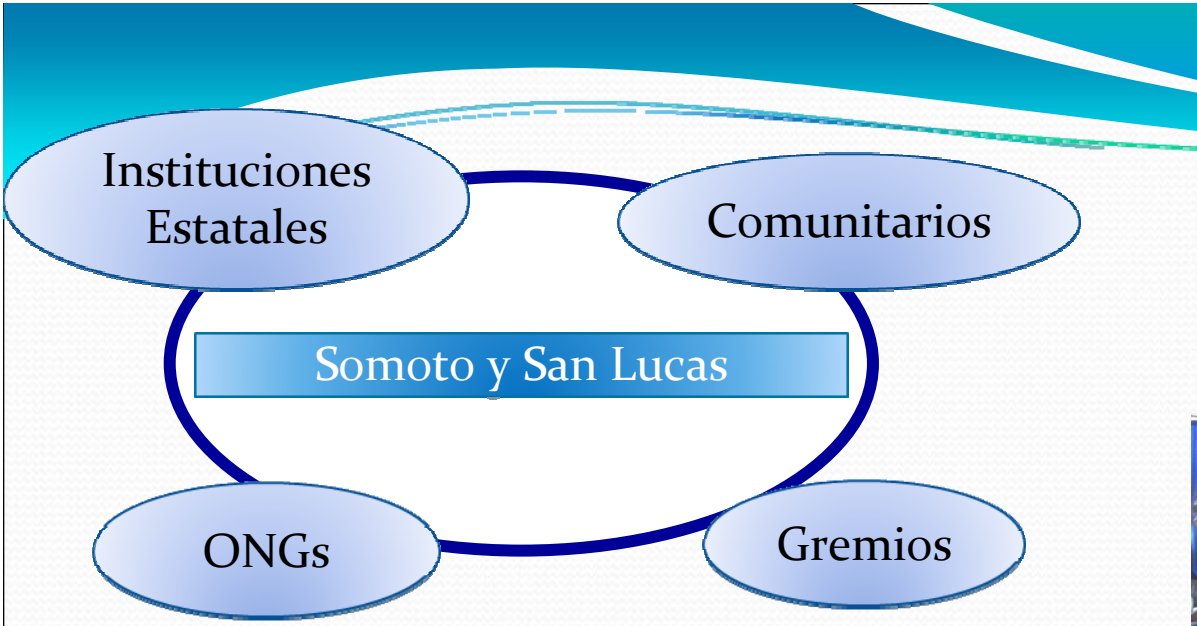 Instituciones
Estatales
Comunitarios
Somoto y San Lucas
ONGs
Gremios